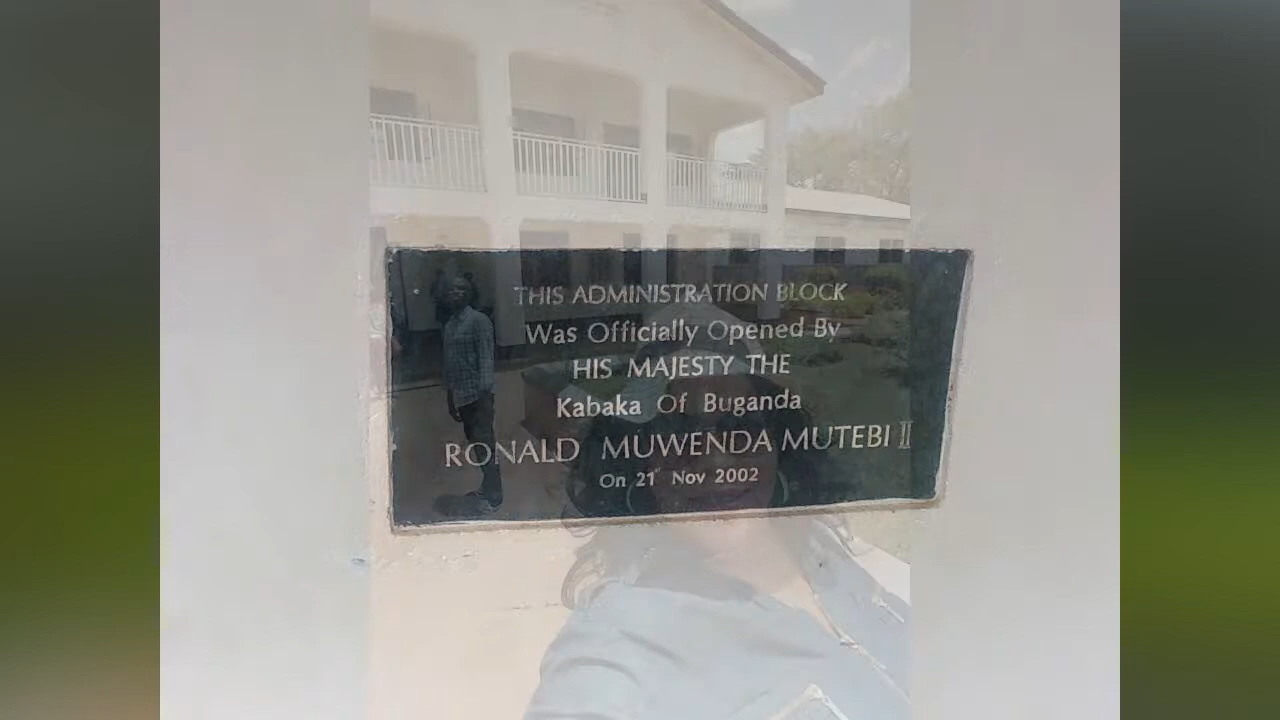 THIS ADMINISTRATION BLOCK
Was Officially Opened By
HIS MAJESTY THE
Kabaka Of Buganda
RONALD MUWENDA MUTEBI II
On 21st Nov 2002